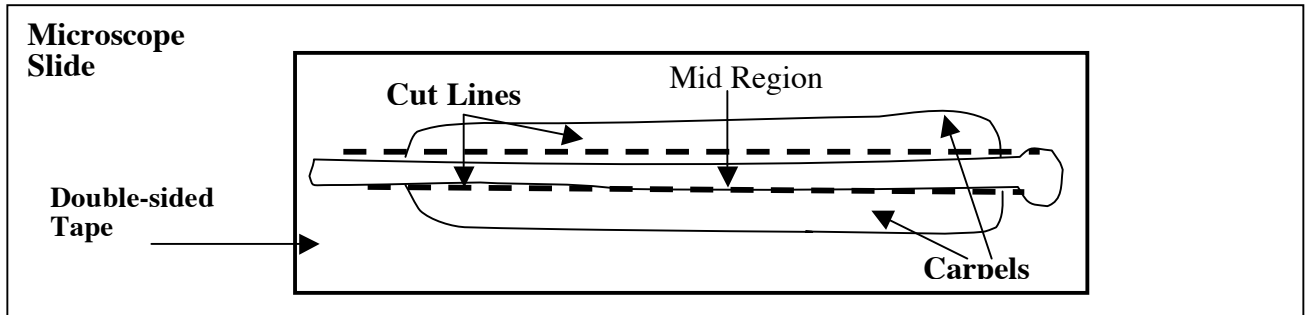 Microscope
Slide
Mid Region
Cut Lines
Double-sided
Tape
Carpels